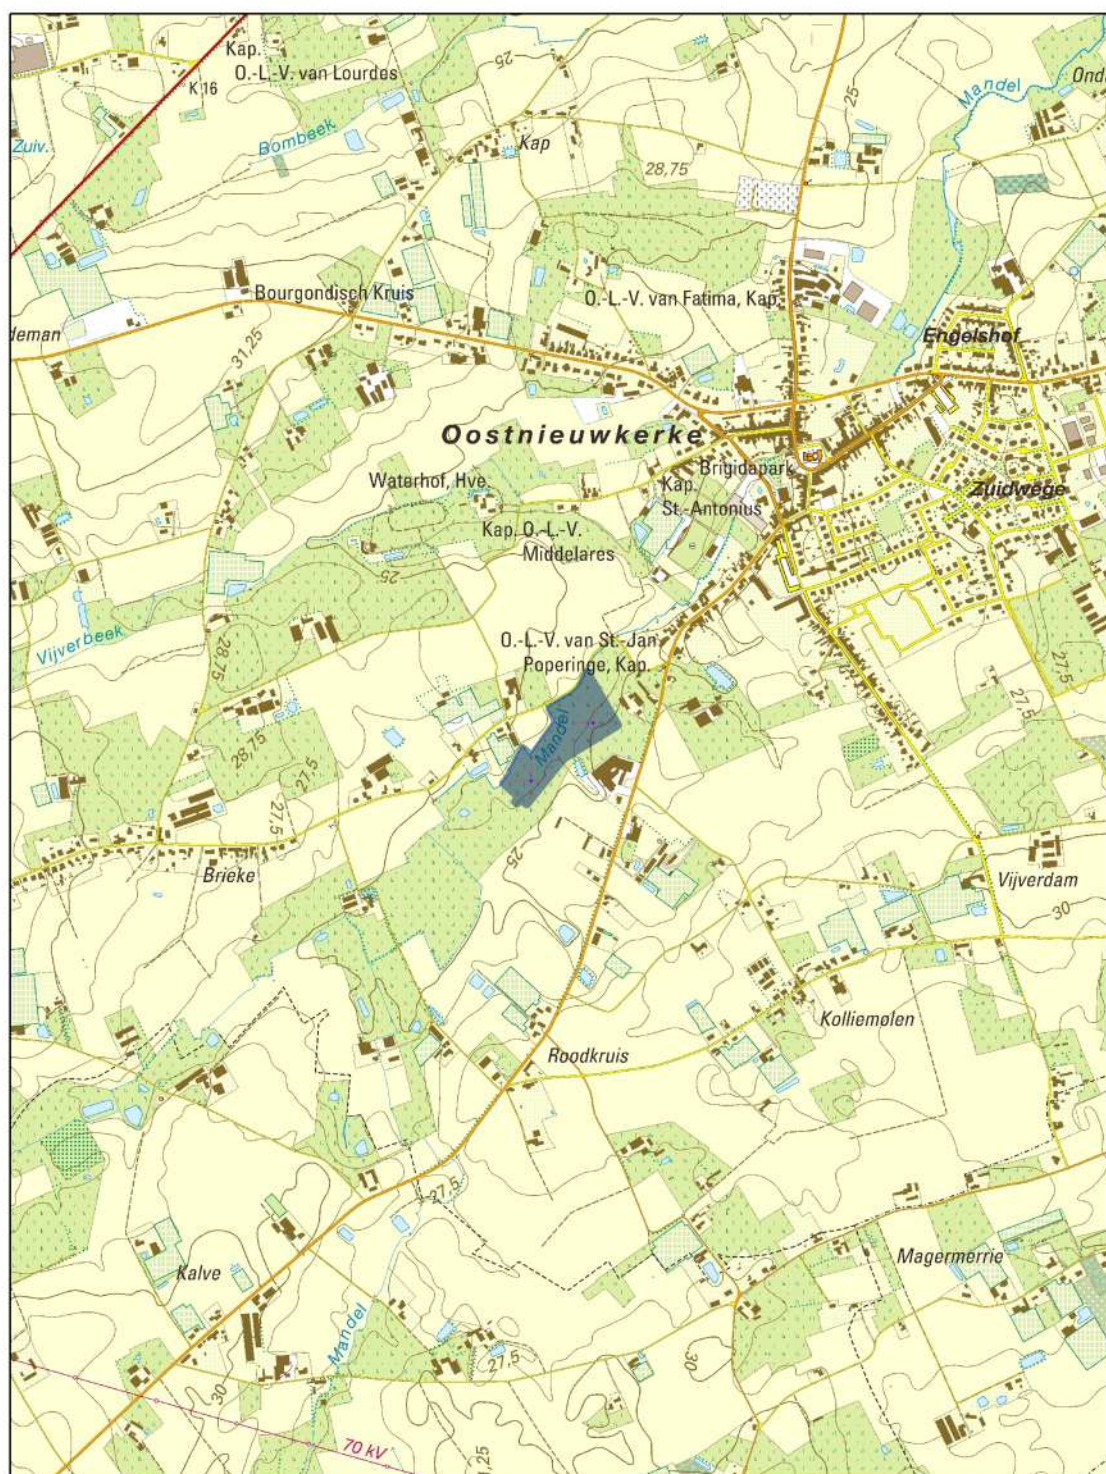 Kap.
O.-L.-V. van Lourdes
K 16
25
25
Mandel
Zuiv.
Bombeek
Kap
28,75
Bourgondisch Kruis
O.-L.-V. van Fatima, Kap.
deman
31,25
Engelshof
Oostnieuwkerke
Brigidapark
Waterhof, Hve.
Kap.
St.-Antonius
Zuidwege
Kap. O.-L.-V.
Middelares
25
Vijverbeek
28,75
O.-L.-V. van St.-Jan
Poperinge, Kap.
27,5
27,5
Mandel
28,75
27,5
27,5
25
Brieke
Vijverdam
30
Kolliemolen
Roodkruis
27,5
Kalve
Magermerrie
Mandel
27,5
30
30
70 kV
1,25